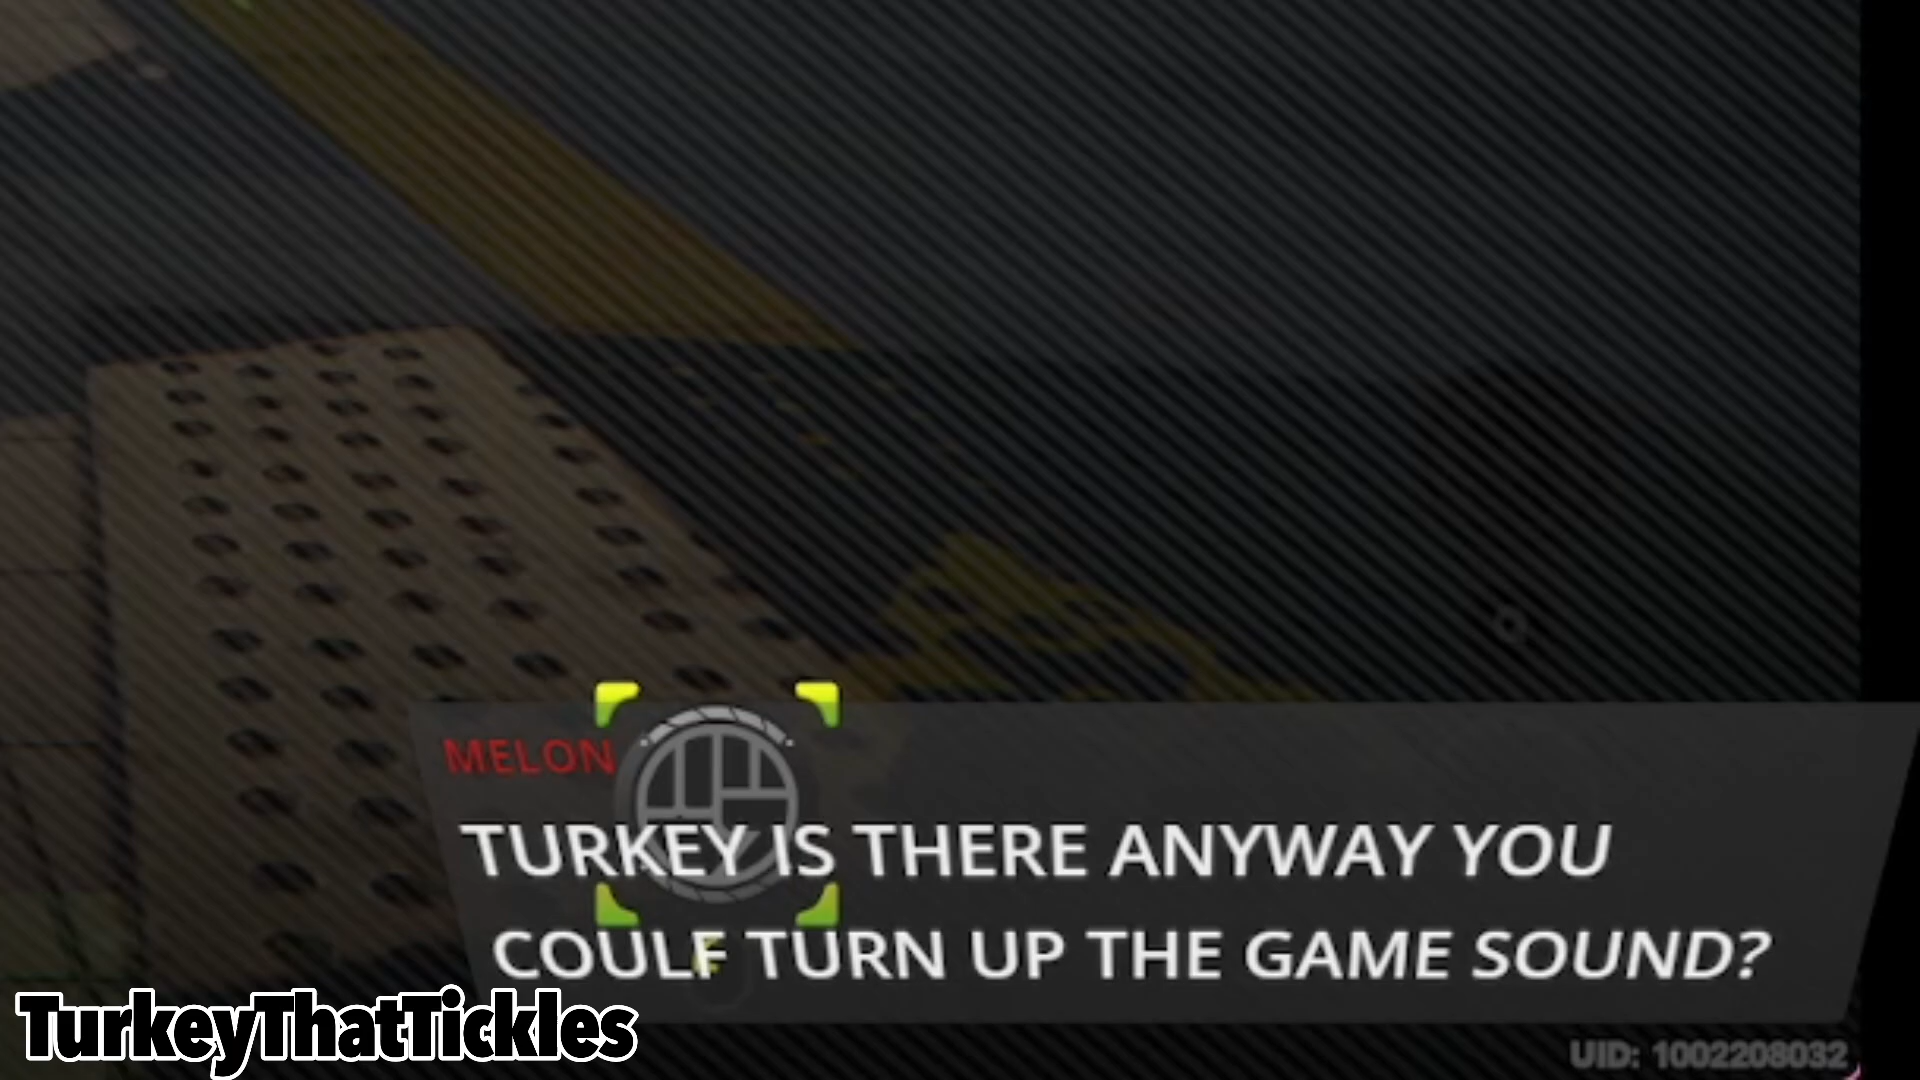 MELON
TURKEY IS THERE ANYWAY YOU
COULF TURN UP THE GAME SOUND?
TurkeyThatTickles
UID: 1002208032